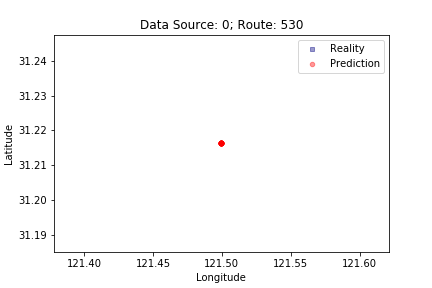 Data Source: 0; Route: 530
Reality
Prediction
31.24
31.23
31.22
31.21
31.20
31.19
Latitude
121.40 121.45 121.50 121.55 121.60
Longitude